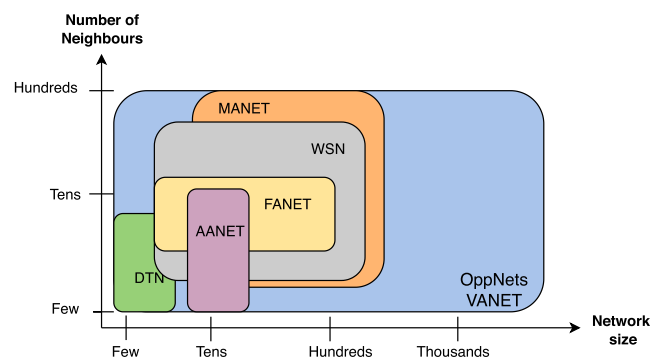 Number of
Neighbours
Hundreds
MANET
WSN
Tens
FANET
AANET
DTN
OppNets
VANET
Few
Network
size
Few
Tens
Hundreds
Thousands